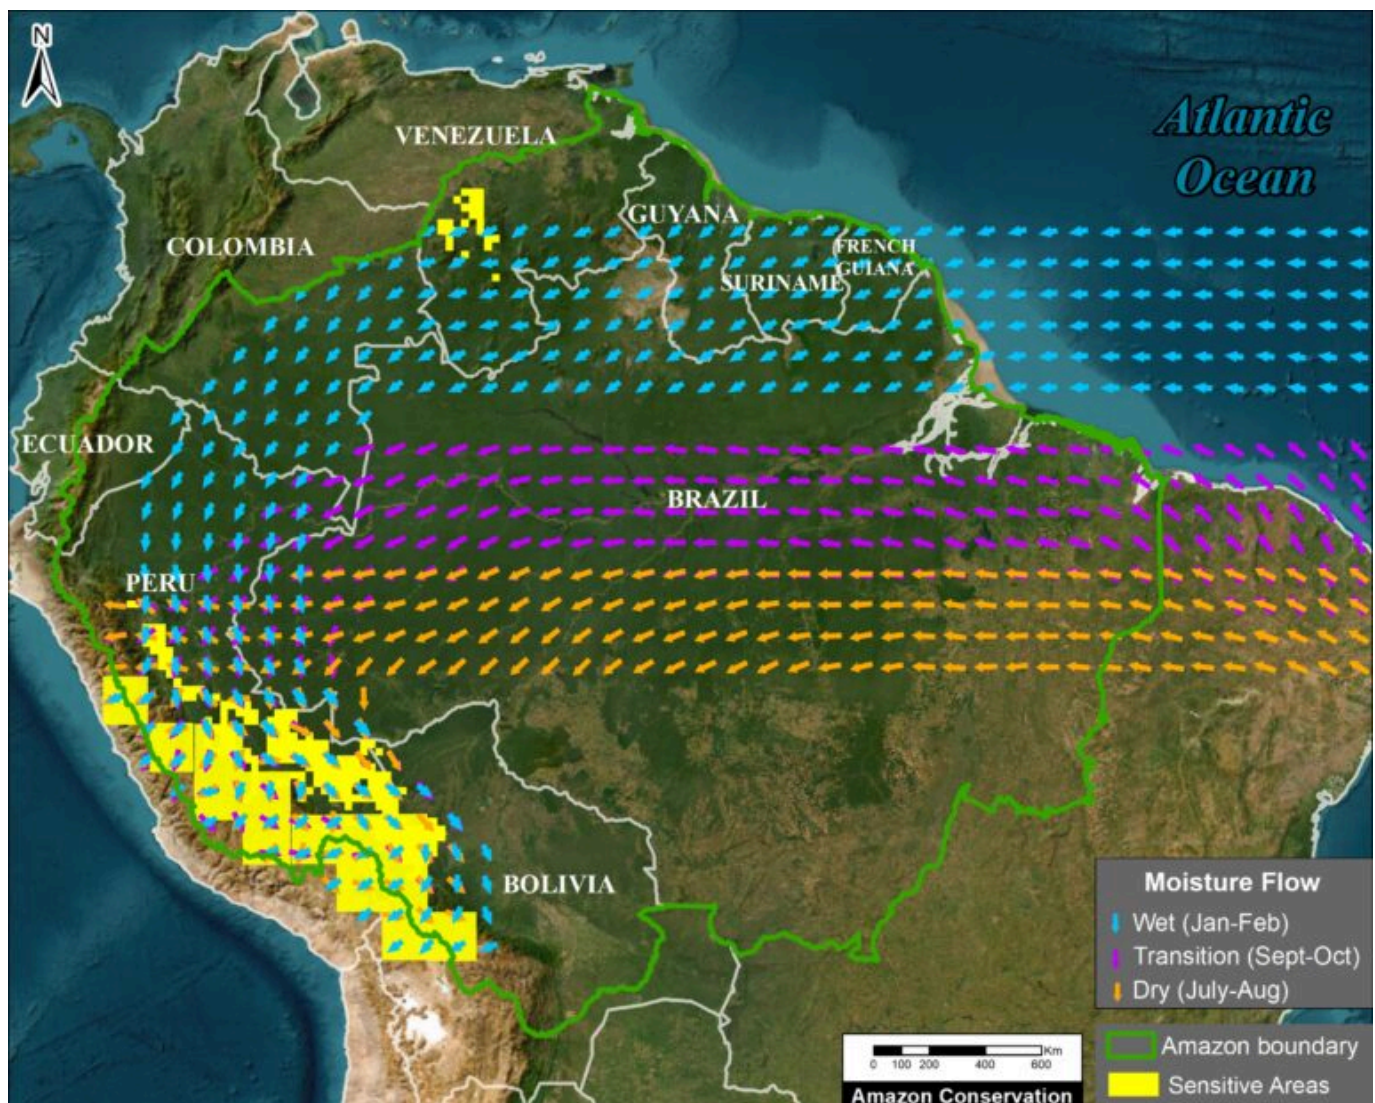 N
Atlantic
Ocean
VENEZUELA
GUYANA
COLOMBIA
FRENCH
GUIANA
SURINAME
ECUADOR
BRAZIL
PERU
BOLIVIA
Moisture Flow
Wet (Jan-Feb)
Transition (Sept-Oct)
Dry (July-Aug)
Km
0 100 200 400 600
Amazon Conservation
Amazon boundary
Sensitive Areas